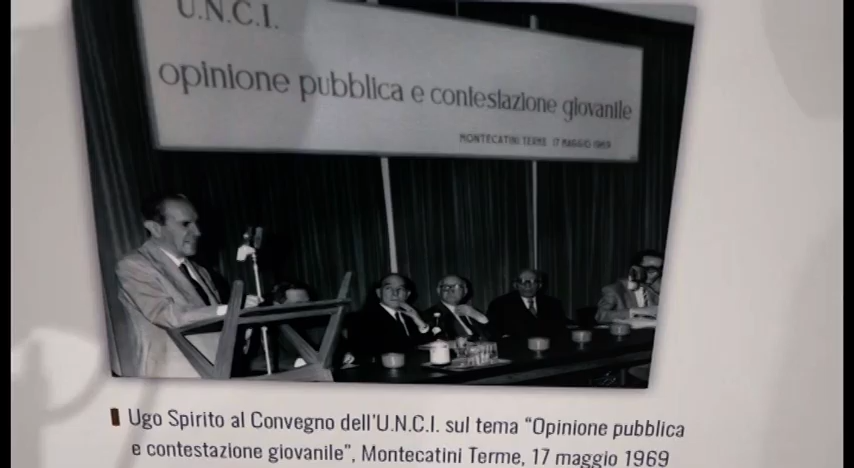 U.N.C.I.
opinione pubblica e contestazione giovanile
MONTECATINI TERME 17 MAGGIO 1969
Ugo Spirito al Convegno dell'U.N.C.I. sul tema “Opinione pubblica
e contestazione giovanile”, Montecatini Terme, 17 maggio 1969